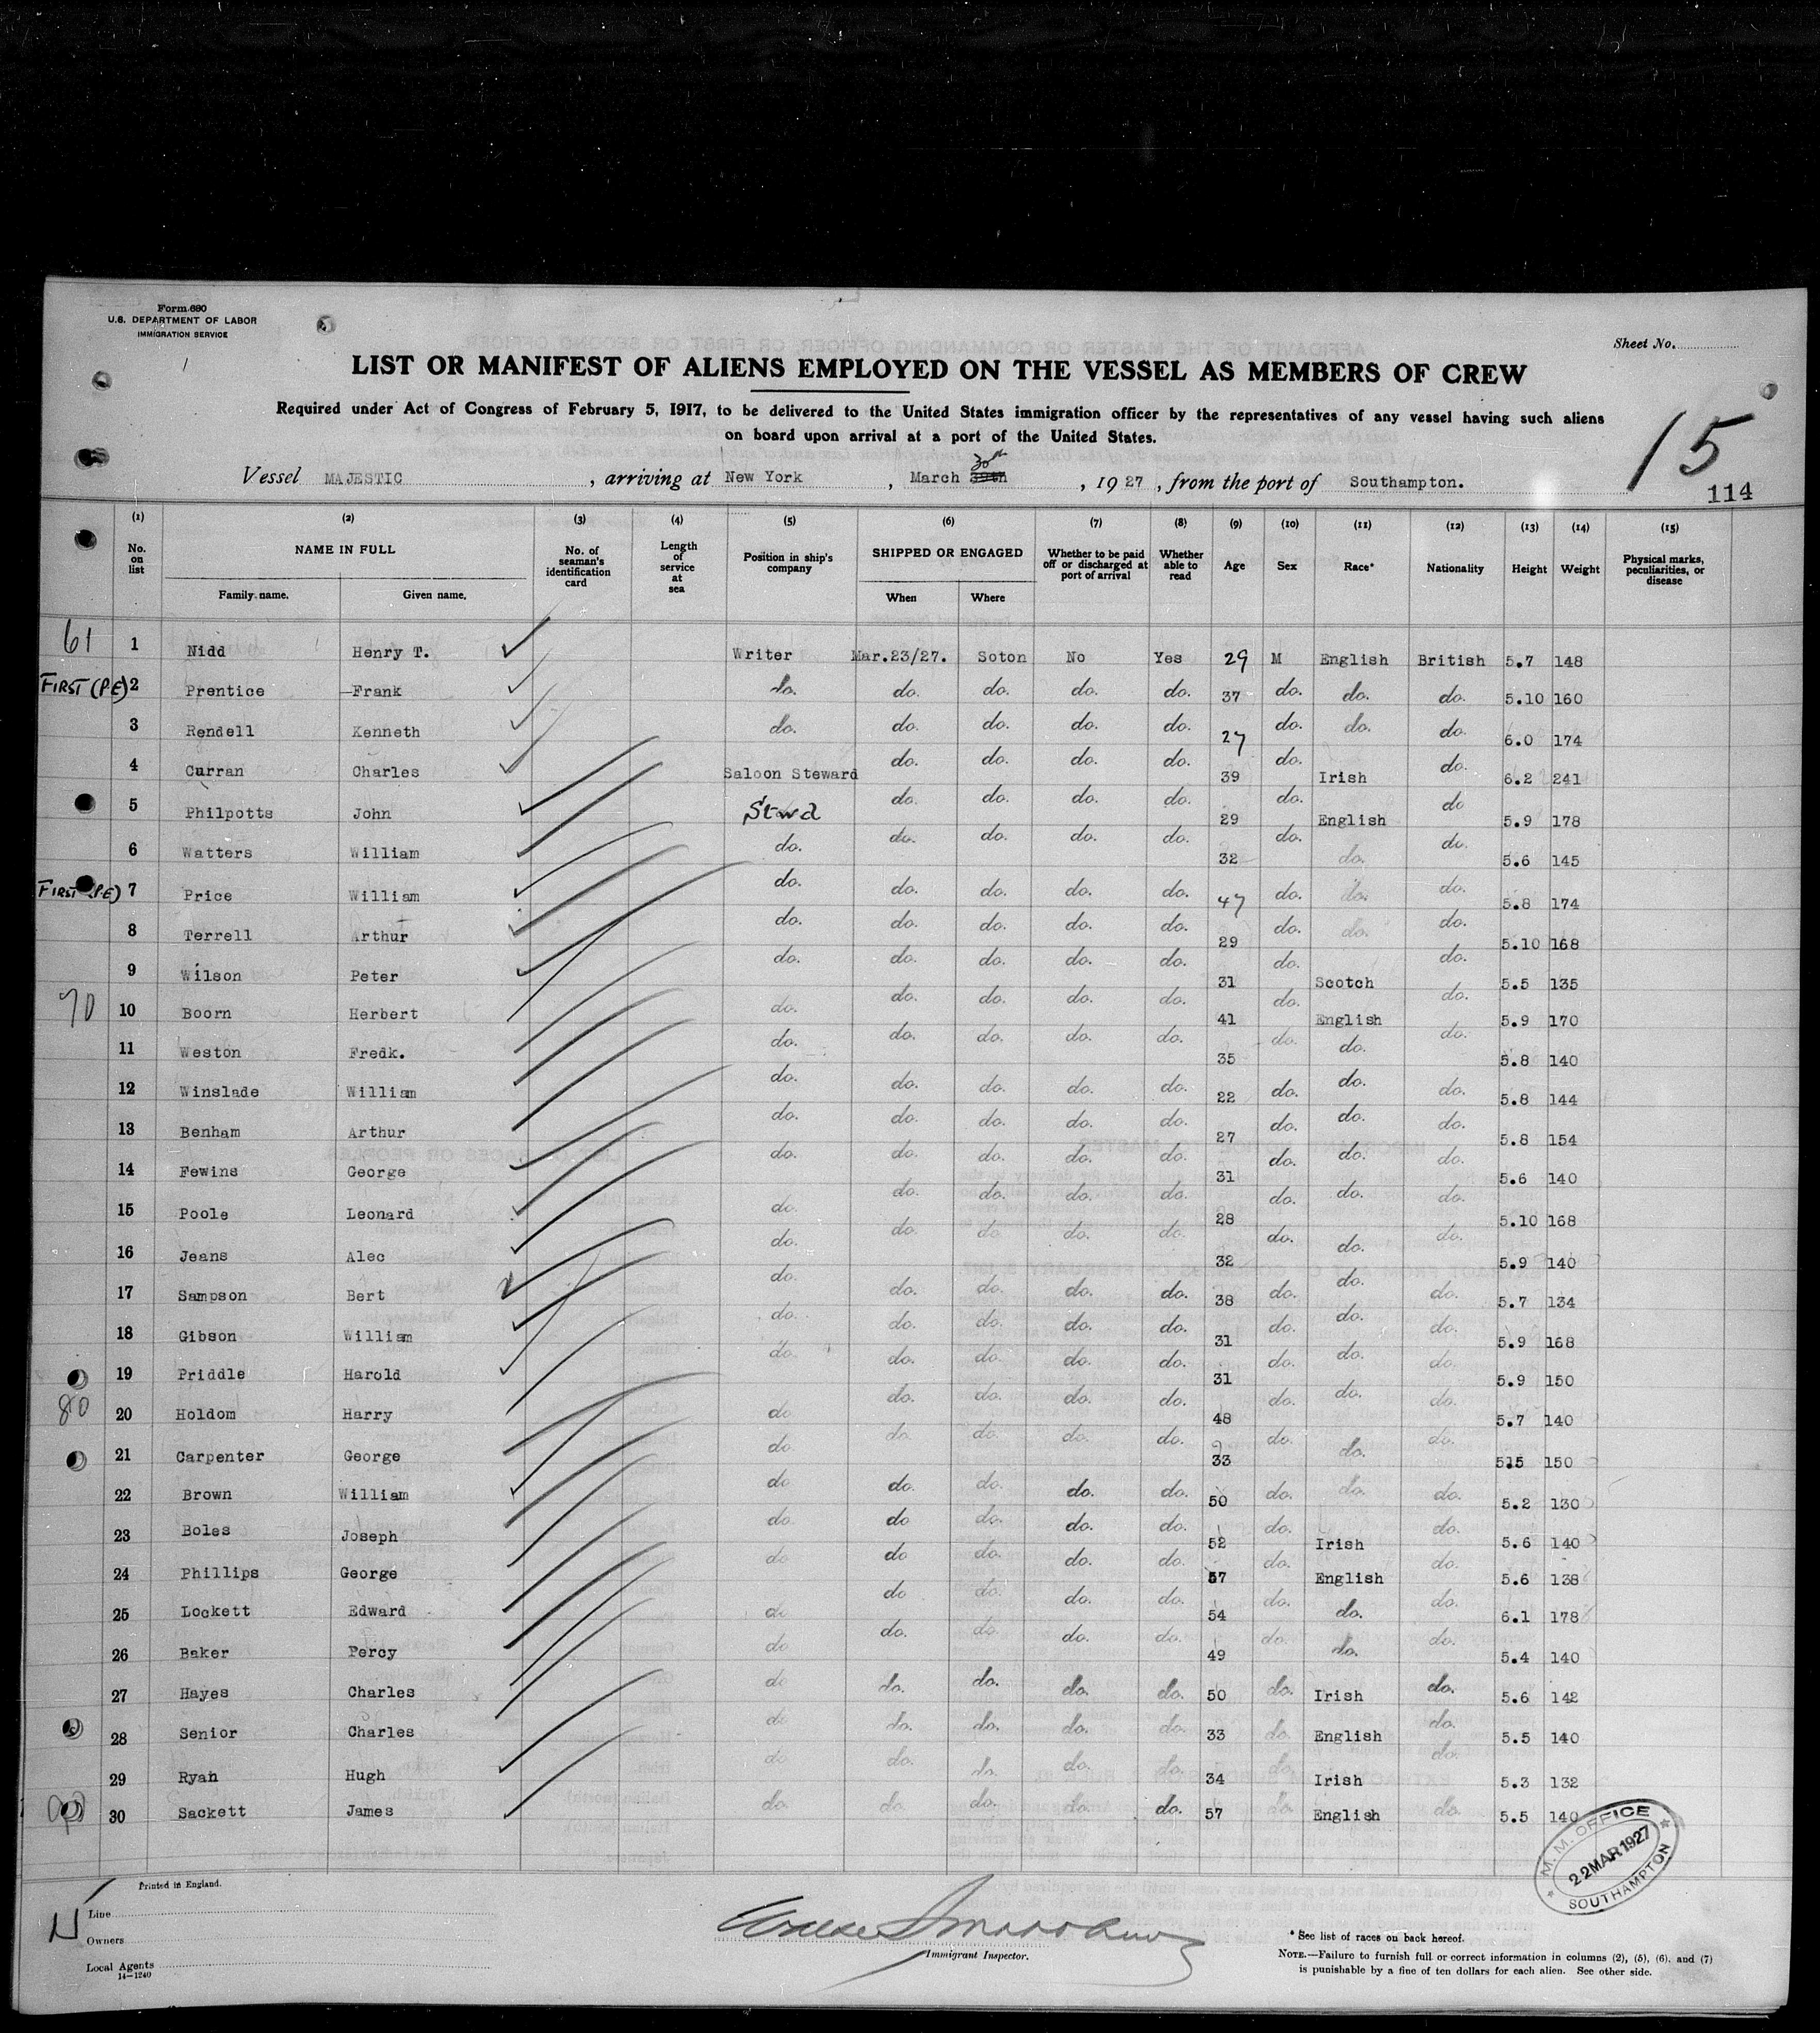 Form 680
U.S. DEPARTMENT OF LABOR
IMMIGRATION SERVICE
Sheet No.
LIST OR MANIFEST OF ALIENS EMPLOYED ON THE VESSEL AS MEMBERS OF CREW
Required under Act of Congress of February 5, 1917, to be delivered to the United States immigration officer by the representatives of any vessel having such aliens
on board upon arrival at a port of the United States.
15
Vessel MAJESTIC, arriving at New York, March 30th, 1927, from the port of Southampton.
114
(1) (2) (3) (4) (5) (6) (7) (8) (9) (10) (11) (12) (13) (14) (15)
No. on list NAME IN FULL Family name. Given name. No. of seaman's identification card Length of service at sea Position in ship's company SHIPPED OR ENGAGED When Where Whether to be paid off or discharged at port of arrival Whether able to read Age Sex Race* Nationality Height Weight Physical marks, peculiarities, or disease
61 1 Nidd Henry T. Writer Mar.23/27. Soton No Yes 29 M English British 5.7 148
FIRST (P.E) 2 Prentice Frank do. do. do. do. do. 37 do. do. do. 5.10 160
3 Rendell Kenneth do. do. do. do. do. 27 do. do. do. 6.0 174
4 Curran Charles Saloon Steward do. do. do. do. 39 do. Irish do. 6.2 241
5 Philpotts John Stwd do. do. do. do. 29 do. English do 5.9 178
6 Watters William do. do. do. do. do. 32 do. do. do. 5.6 145
FIRST (P.E) 7 Price William do. do. do. do. do. 47 do. do. do. 5.8 174
8 Terrell Arthur do. do. do. do. do. 29 do. do. do. 5.10 168
9 Wilson Peter do. do. do. do. do. 31 do. Scotch do. 5.5 135
70 10 Boorn Herbert do. do. do. do. do. 41 do. English do. 5.9 170
11 Weston Fredk. do. do. do. do. do. 35 do. do. do. 5.8 140
12 Winslade William do. do. do. do. do. 22 do. do. do. 5.8 144
13 Benham Arthur do. do. do. do. do. 27 do. do. do. 5.8 154
14 Fewins George do. do. do. do. do. 31 do. do. do. 5.6 140
15 Poole Leonard do. do. do. do. do. 28 do. do. do. 5.10 168
16 Jeans Alec do. do. do. do. do. 32 do. do. do. 5.9 140
17 Sampson Bert do. do. do. do. do. 38 do. do. do. 5.7 134
18 Gibson William do. do. do. do. do. 31 do. do. do. 5.9 168
19 Priddle Harold do. do. do. do. do. 31 do. do. do. 5.9 150
80 20 Holdom Harry do do. do. do. do. 48 do. do. do. 5.7 140
21 Carpenter George do do. do. do. do. 33 do. do. do. 5.5 150
22 Brown William do do. do. do. do. 50 do. do. do. 5.2 130
23 Boles Joseph do. do do. do. do. 52 do. Irish do. 5.6 140
24 Phillips George do do do. do. do. 57 do. English do. 5.6 138
25 Lockett Edward do do do. do. do. 54 do. do. do. 6.1 178
26 Baker Percy do do. do. do. do. 49 do. do. do. 5.4 140
27 Hayes Charles do do. do. do. do. 50 do. Irish do. 5.6 142
28 Senior Charles do do. do. do. do. 33 do. English do. 5.5 140
29 Ryan Hugh do do. do. do. do. 34 do. Irish do. 5.3 132
90 30 Sackett James do. do. do. do. do. 57 do. English do. 5.5 140
M.M. OFFICE
22 MAR 1927
SOUTHAMPTON
Printed in England.
Line
Owners
Local Agents
14—1240
Immigrant Inspector.
* See list of races on back hereof.
NOTE.—Failure to furnish full or correct information in columns (2), (5), (6), and (7)
is punishable by a fine of ten dollars for each alien. See other side.